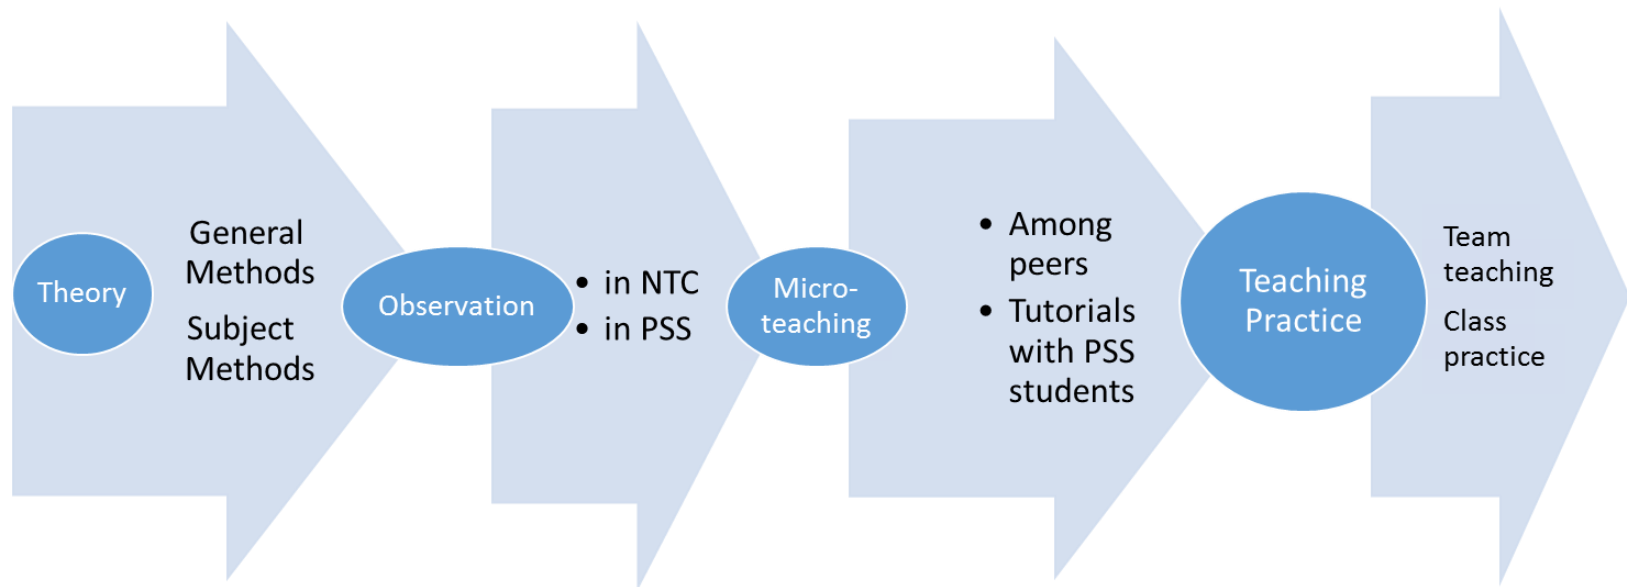 Theory
General
Methods
Subject
Methods
Observation
• in NTC
• in PSS
Micro-
teaching
• Among
peers
• Tutorials
with PSS
students
Teaching
Practice
Team
teaching
Class
practice